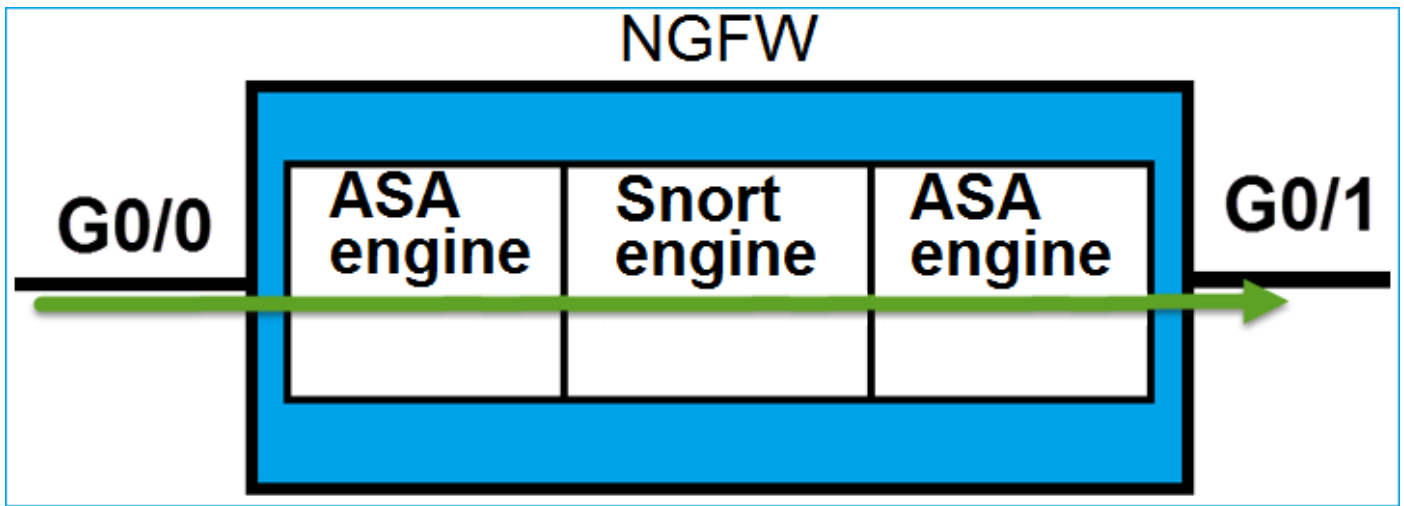 NGFW
G0/0
ASA
engine
Snort
engine
ASA
engine
G0/1